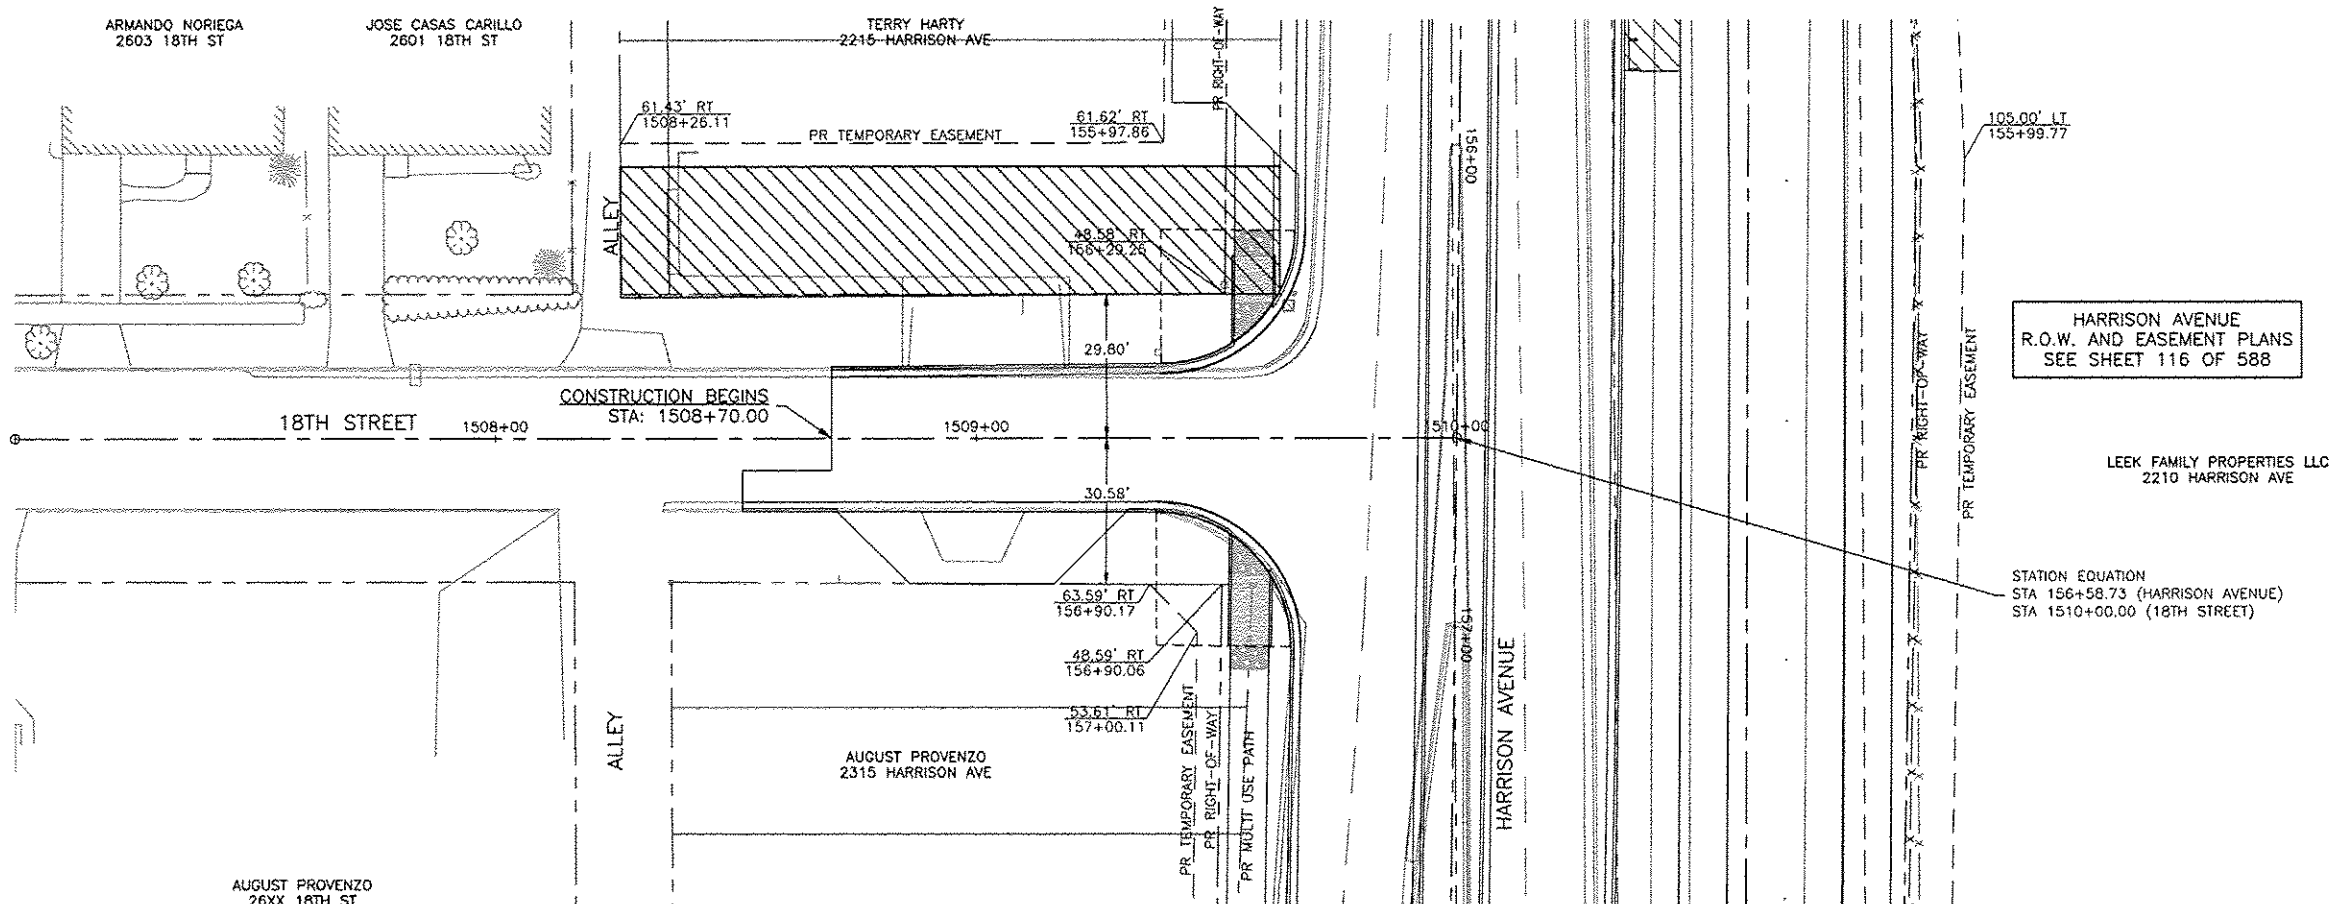 ARMANDO NORIEGA
2603 18TH ST
JOSE CASAS CARILLO
2601 18TH ST
TERRY HARTY
2215 HARRISON AVE
PR RIGHT-OF-WAY
61.43' RT
1508+26.11
PR TEMPORARY EASEMENT
61.62' RT
155+97.86
156+00
105.00' LT
155+99.77
ALLEY
48.58' RT
156+29.26
29.80'
HARRISON AVENUE
R.O.W. AND EASEMENT PLANS
SEE SHEET 116 OF 588
PR RIGHT-OF-WAY
PR TEMPORARY EASEMENT
CONSTRUCTION BEGINS
STA: 1508+70.00
18TH STREET
1508+00
1509+00
1510+00
LEEK FAMILY PROPERTIES LLC
2210 HARRISON AVE
30.58'
STATION EQUATION
STA 156+58.73 (HARRISON AVENUE)
STA 1510+00.00 (18TH STREET)
63.59' RT
156+90.17
157+00
48.59' RT
156+90.06
53.61' RT
157+00.11
ALLEY
AUGUST PROVENZO
2315 HARRISON AVE
PR TEMPORARY EASEMENT
PR RIGHT-OF-WAY
PR MULTI USE PATH
HARRISON AVENUE
AUGUST PROVENZO
26XX 18TH ST